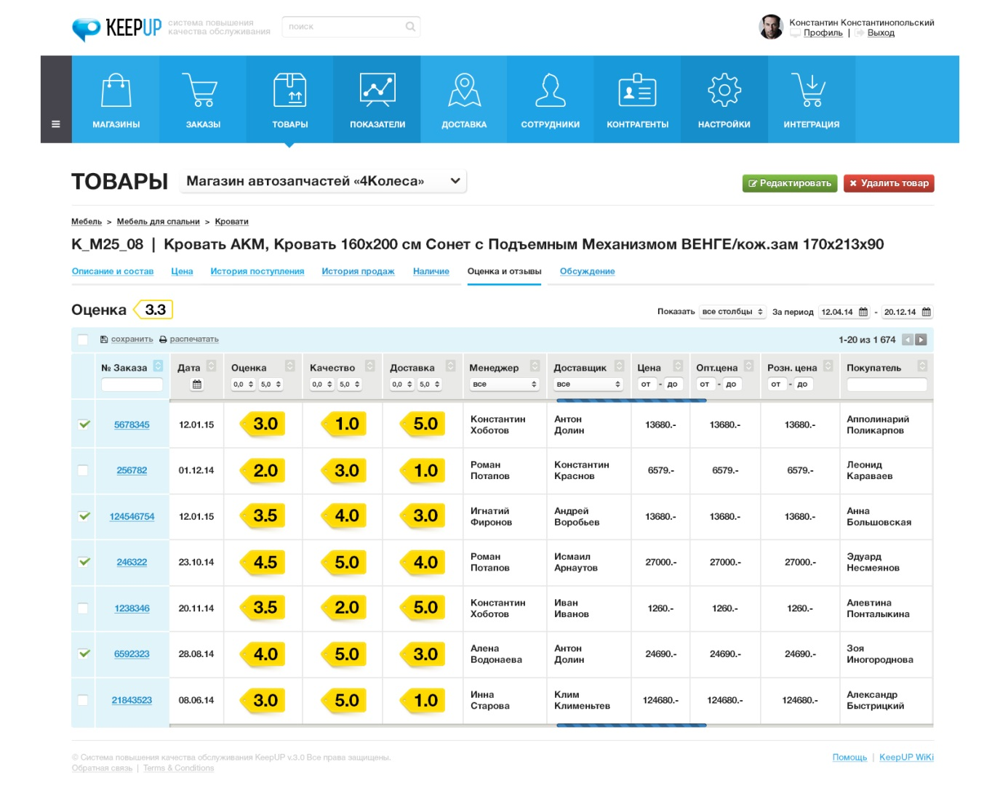 KEEPUP
система повышения
качества обслуживания
поиск
Константин Константинопольский
Профиль | Выход
МАГАЗИНЫ ЗАКАЗЫ ТОВАРЫ ПОКАЗАТЕЛИ ДОСТАВКА СОТРУДНИКИ КОНТРАГЕНТЫ НАСТРОЙКИ ИНТЕГРАЦИЯ
ТОВАРЫ Магазин автозапчастей «4Колеса» Редактировать Удалить товар
Мебель > Мебель для спальни > Кровати
K_M25_08 | Кровать АКМ, Кровать 160x200 см Сонет с Подъемным Механизмом ВЕНГЕ/кож.зам 170x213x90
Описание и состав Цена История поступления История продаж Наличие Оценка и отзывы Обсуждение
Оценка 3.3 Показать все столбцы За период 12.04.14 - 20.12.14
сохранить распечатать 1-20 из 1 674
№ Заказа Дата Оценка Качество Доставка Менеджер Доставщик Цена Опт.цена Розн. цена Покупатель
0,0 5,0 0,0 5,0 0,0 5,0 все все от - до от - до от - до
5678345 12.01.15 3.0 1.0 5.0 Константин Хоботов Антон Долин 13680.- 13680.- 13680.- Апполинарий Поликарпов
256782 01.12.14 2.0 3.0 1.0 Роман Потапов Константин Краснов 6579.- 6579.- 6579.- Леонид Караваев
124546754 12.01.15 3.5 4.0 3.0 Игнатий Фиронов Андрей Воробьев 13680.- 13680.- 13680.- Анна Большовская
246322 23.10.14 4.5 5.0 4.0 Роман Потапов Исмаил Арнаутов 27000.- 27000.- 27000.- Эдуард Несмеянов
1238346 20.11.14 3.5 2.0 5.0 Константин Хоботов Иван Иванов 1260.- 1260.- 1260.- Алевтина Понталыкина
6592323 28.08.14 4.0 5.0 3.0 Алена Водонаева Антон Долин 24690.- 24690.- 24690.- Зоя Иногороднова
21843523 08.06.14 3.0 5.0 1.0 Инна Старова Клим Клименьтев 124680.- 124680.- 124680.- Александр Быстрицкий
© Система повышения качества обслуживания KeepUP v.3.0 Все права защищены.
Обратная связь | Terms & Conditions
Помощь | KeepUP WiKi